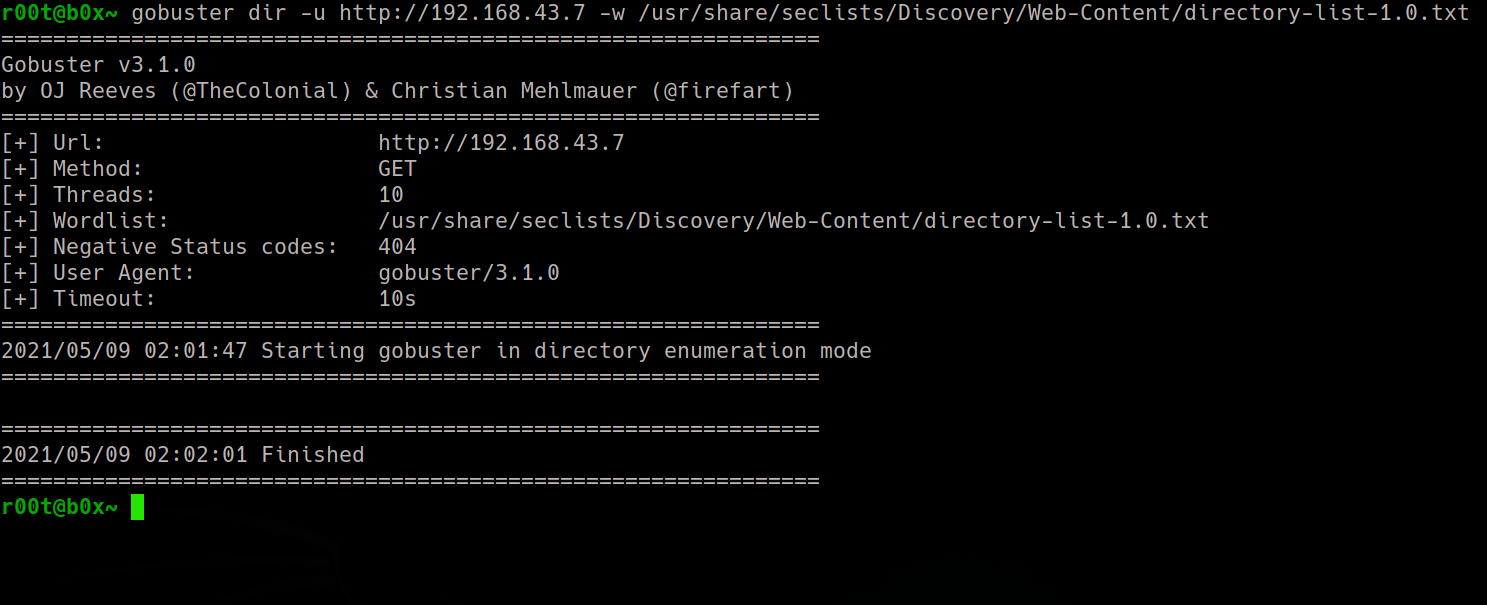 r00t@b0x~ gobuster dir -u http://192.168.43.7 -w /usr/share/seclists/Discovery/Web-Content/directory-list-1.0.txt
===============================================================
Gobuster v3.1.0
by OJ Reeves (@TheColonial) & Christian Mehlmauer (@firefart)
===============================================================
[+] Url:                     http://192.168.43.7
[+] Method:                  GET
[+] Threads:                 10
[+] Wordlist:                /usr/share/seclists/Discovery/Web-Content/directory-list-1.0.txt
[+] Negative Status codes:   404
[+] User Agent:              gobuster/3.1.0
[+] Timeout:                 10s
===============================================================
2021/05/09 02:01:47 Starting gobuster in directory enumeration mode
===============================================================
===============================================================
2021/05/09 02:02:01 Finished
===============================================================
r00t@b0x~